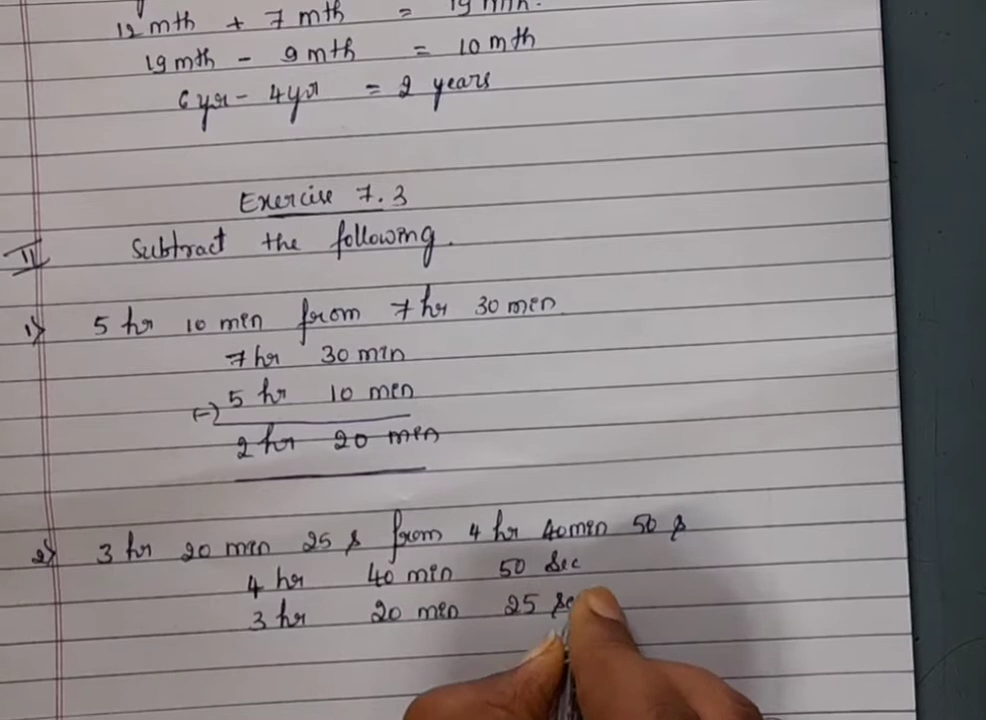 12 mth + 7 mth = 19 mth.
19 mth - 9 mth = 10 mth
6 yr - 4 yr = 2 years
Exercise 7.3
II Subtract the following.
1) 5 hr 10 min from 7 hr 30 min
7 hr 30 min
(-) 5 hr 10 min
2 hr 20 min
2) 3 hr 20 min 25 s from 4 hr 40 min 50 s
4 hr 40 min 50 Sec
3 hr 20 min 25 Se